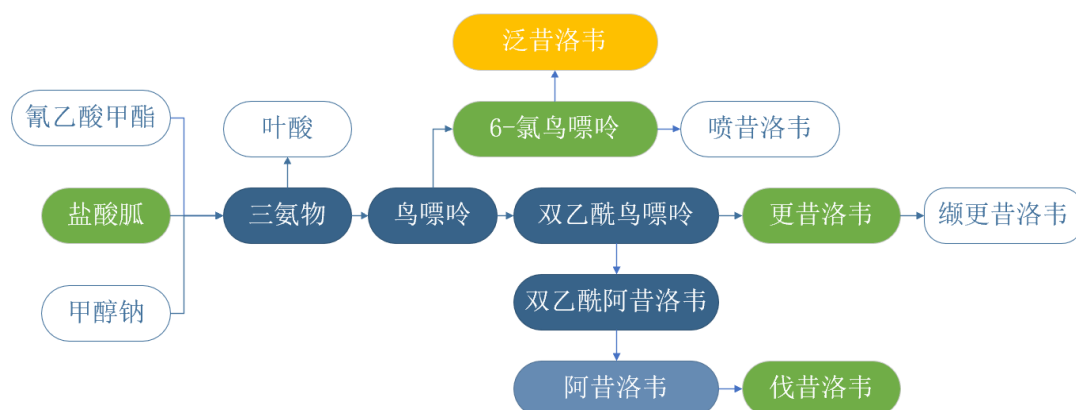 泛昔洛韦
氰乙酸甲酯
叶酸
6-氯鸟嘌呤
喷昔洛韦
盐酸胍
三氨物
鸟嘌呤
双乙酰鸟嘌呤
更昔洛韦
缬更昔洛韦
双乙酰阿昔洛韦
甲醇钠
阿昔洛韦
伐昔洛韦